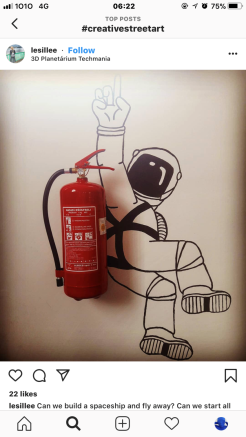 1010 4G
06:22
75%
TOP POSTS
#creativestreetart
lesillee · Follow
3D Planetárium Techmania
22 likes
lesillee Can we build a spaceship and fly away? Can we start all